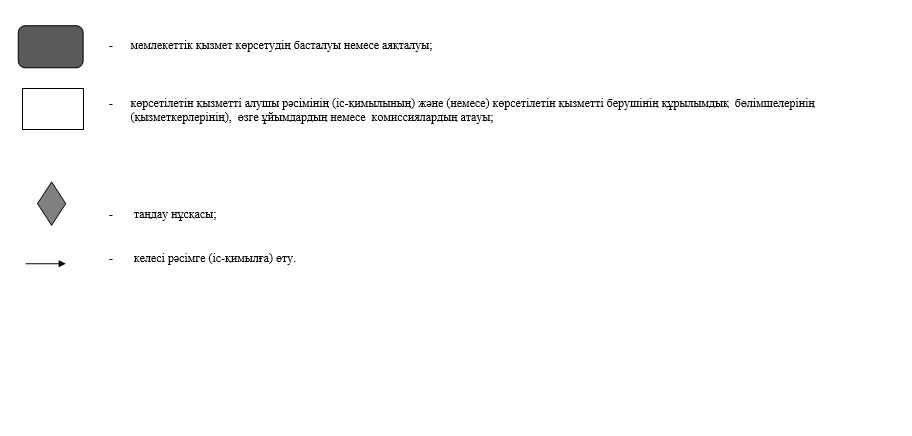 - мемлекеттік қызмет көрсетудің басталуы немесе аяқталуы;
- көрсетілетін қызметті алушы рәсімінің (іс-қимылының) және (немесе) көрсетілетін қызметті берушінің құрылымдық бөлімшелерінің
(қызметкерлерінің), өзге ұйымдардың немесе комиссиялардың атауы;
- таңдау нұсқасы;
- келесі рәсімге (іс-қимылға) өту.